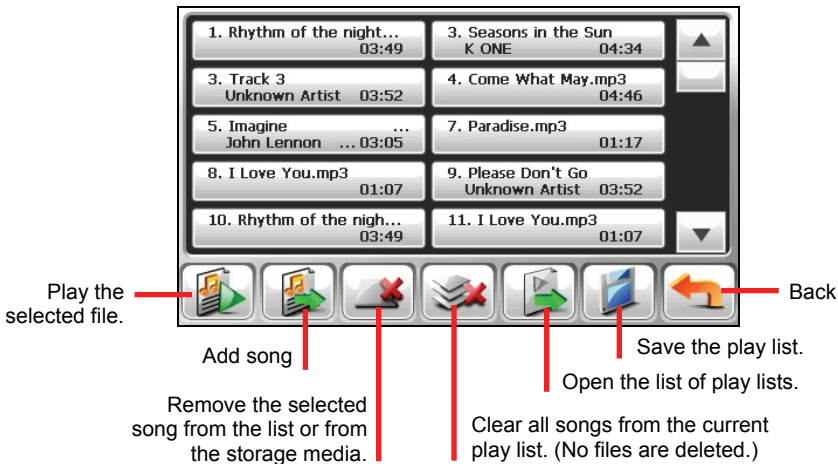 1. Rhythm of the night...
03:49
3. Seasons in the Sun
K ONE 04:34
3. Track 3
Unknown Artist 03:52
4. Come What May.mp3
04:46
5. Imagine ...
John Lennon ... 03:05
7. Paradise.mp3
01:17
8. I Love You.mp3
01:07
9. Please Don't Go
Unknown Artist 03:52
10. Rhythm of the nigh...
03:49
11. I Love You.mp3
01:07
Play the
selected file.
Back
Add song
Save the play list.
Open the list of play lists.
Remove the selected
song from the list or from
the storage media.
Clear all songs from the current
play list. (No files are deleted.)